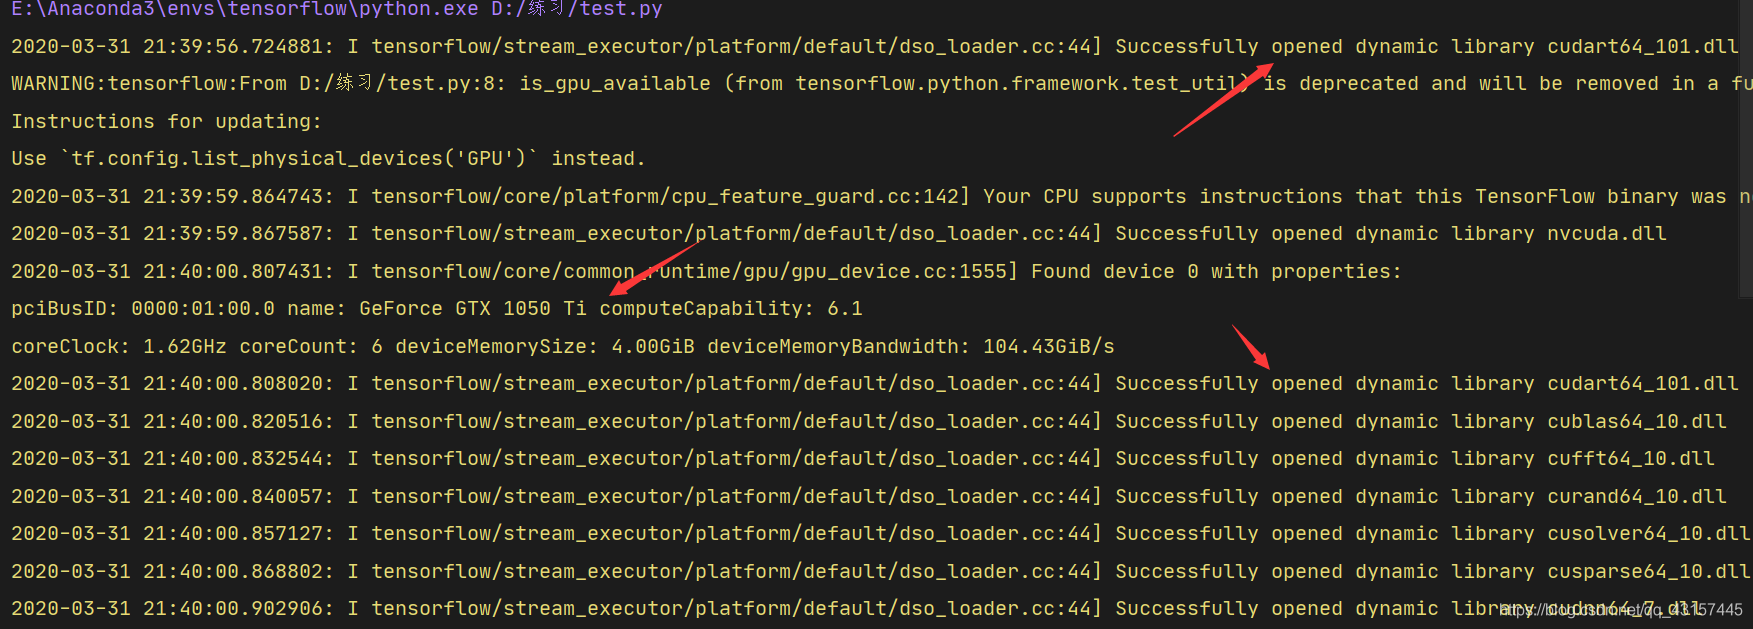 E:\Anaconda3\envs\tensorflow\python.exe D:/练习/test.py
2020-03-31 21:39:56.724881: I tensorflow/stream_executor/platform/default/dso_loader.cc:44] Successfully opened dynamic library cudart64_101.dll
WARNING:tensorflow:From D:/练习/test.py:8: is_gpu_available (from tensorflow.python.framework.test_util) is deprecated and will be removed in a fu
Instructions for updating:
Use `tf.config.list_physical_devices('GPU')` instead.
2020-03-31 21:39:59.864743: I tensorflow/core/platform/cpu_feature_guard.cc:142] Your CPU supports instructions that this TensorFlow binary was n
2020-03-31 21:39:59.867587: I tensorflow/stream_executor/platform/default/dso_loader.cc:44] Successfully opened dynamic library nvcuda.dll
2020-03-31 21:40:00.807431: I tensorflow/core/common_runtime/gpu/gpu_device.cc:1555] Found device 0 with properties:
pciBusID: 0000:01:00.0 name: GeForce GTX 1050 Ti computeCapability: 6.1
coreClock: 1.62GHz coreCount: 6 deviceMemorySize: 4.00GiB deviceMemoryBandwidth: 104.43GiB/s
2020-03-31 21:40:00.808020: I tensorflow/stream_executor/platform/default/dso_loader.cc:44] Successfully opened dynamic library cudart64_101.dll
2020-03-31 21:40:00.820516: I tensorflow/stream_executor/platform/default/dso_loader.cc:44] Successfully opened dynamic library cublas64_10.dll
2020-03-31 21:40:00.832544: I tensorflow/stream_executor/platform/default/dso_loader.cc:44] Successfully opened dynamic library cufft64_10.dll
2020-03-31 21:40:00.840057: I tensorflow/stream_executor/platform/default/dso_loader.cc:44] Successfully opened dynamic library curand64_10.dll
2020-03-31 21:40:00.857127: I tensorflow/stream_executor/platform/default/dso_loader.cc:44] Successfully opened dynamic library cusolver64_10.dll
2020-03-31 21:40:00.868802: I tensorflow/stream_executor/platform/default/dso_loader.cc:44] Successfully opened dynamic library cusparse64_10.dll
2020-03-31 21:40:00.902906: I tensorflow/stream_executor/platform/default/dso_loader.cc:44] Successfully opened dynamic library cudnn64_7.dll
https://blog.csdn.net/qq_43157445